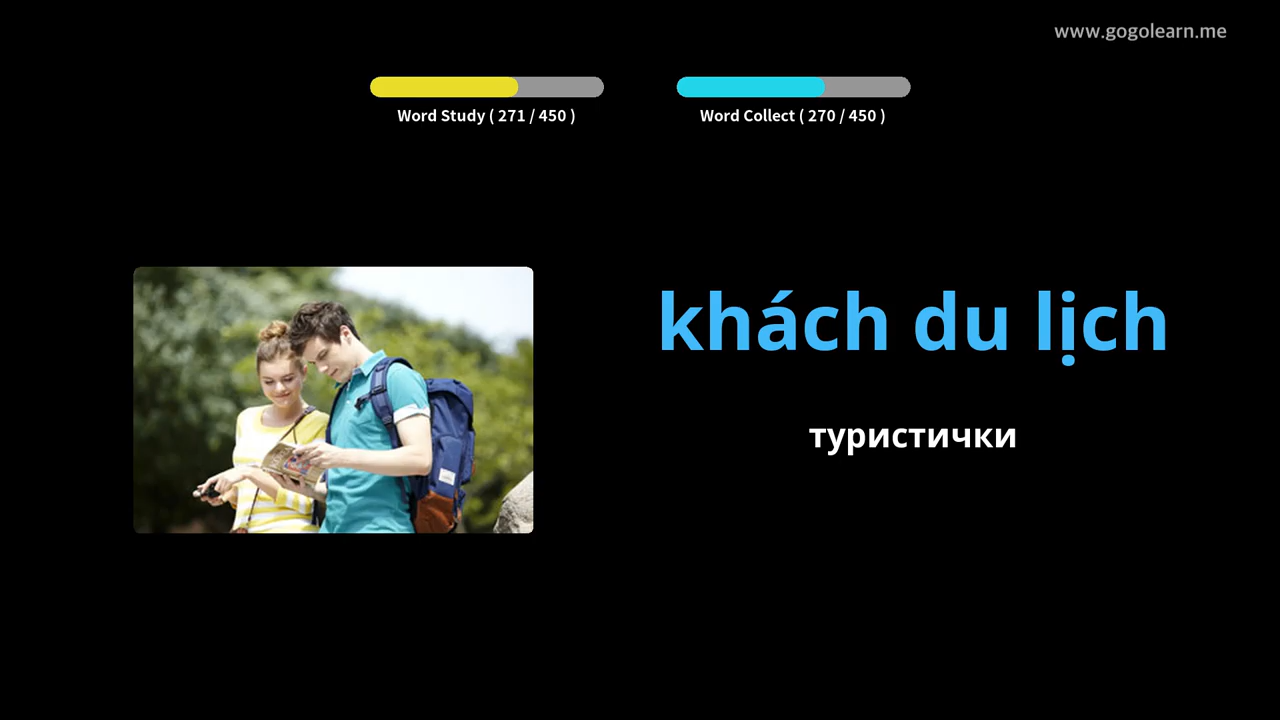 www.gogolearn.me
Word Study ( 271 / 450 )
Word Collect ( 270 / 450 )
khách du lịch
туристички